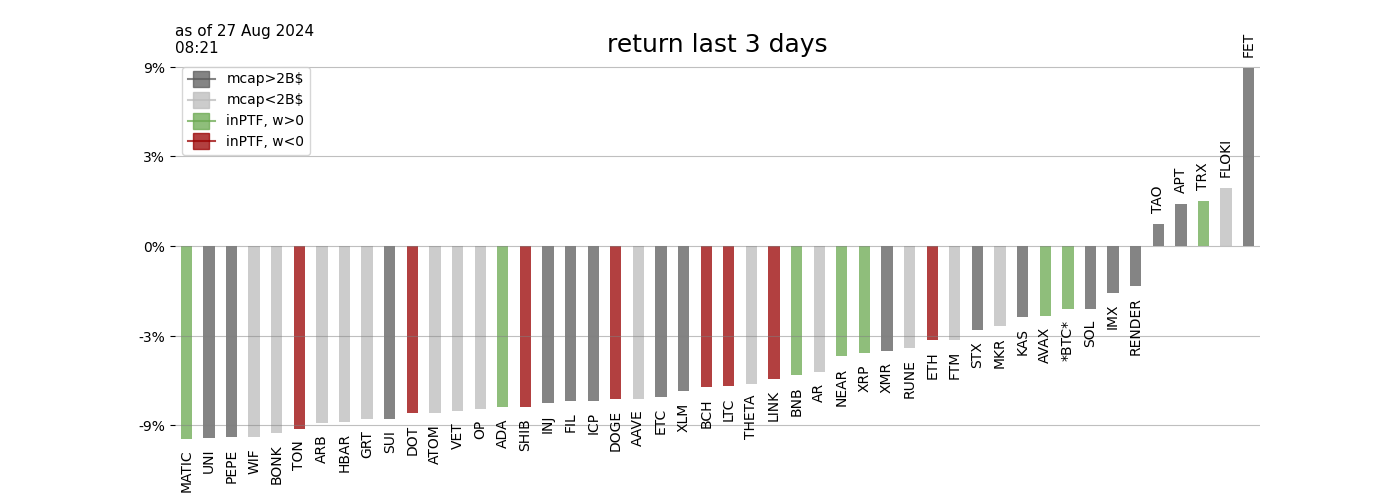 as of 27 Aug 2024
08:21
return last 3 days
9%
3%
0%
-3%
-9%
mcap>2B$
mcap<2B$
inPTF, w>0
inPTF, w<0
MATIC
UNI
PEPE
WIF
BONK
TON
ARB
HBAR
GRT
SUI
DOT
ATOM
VET
OP
ADA
SHIB
INJ
FIL
ICP
DOGE
AAVE
ETC
XLM
BCH
LTC
THETA
LINK
BNB
AR
NEAR
XRP
XMR
RUNE
ETH
FTM
STX
MKR
KAS
AVAX
*BTC*
SOL
IMX
RENDER
TAO
APT
TRX
FLOKI
FET